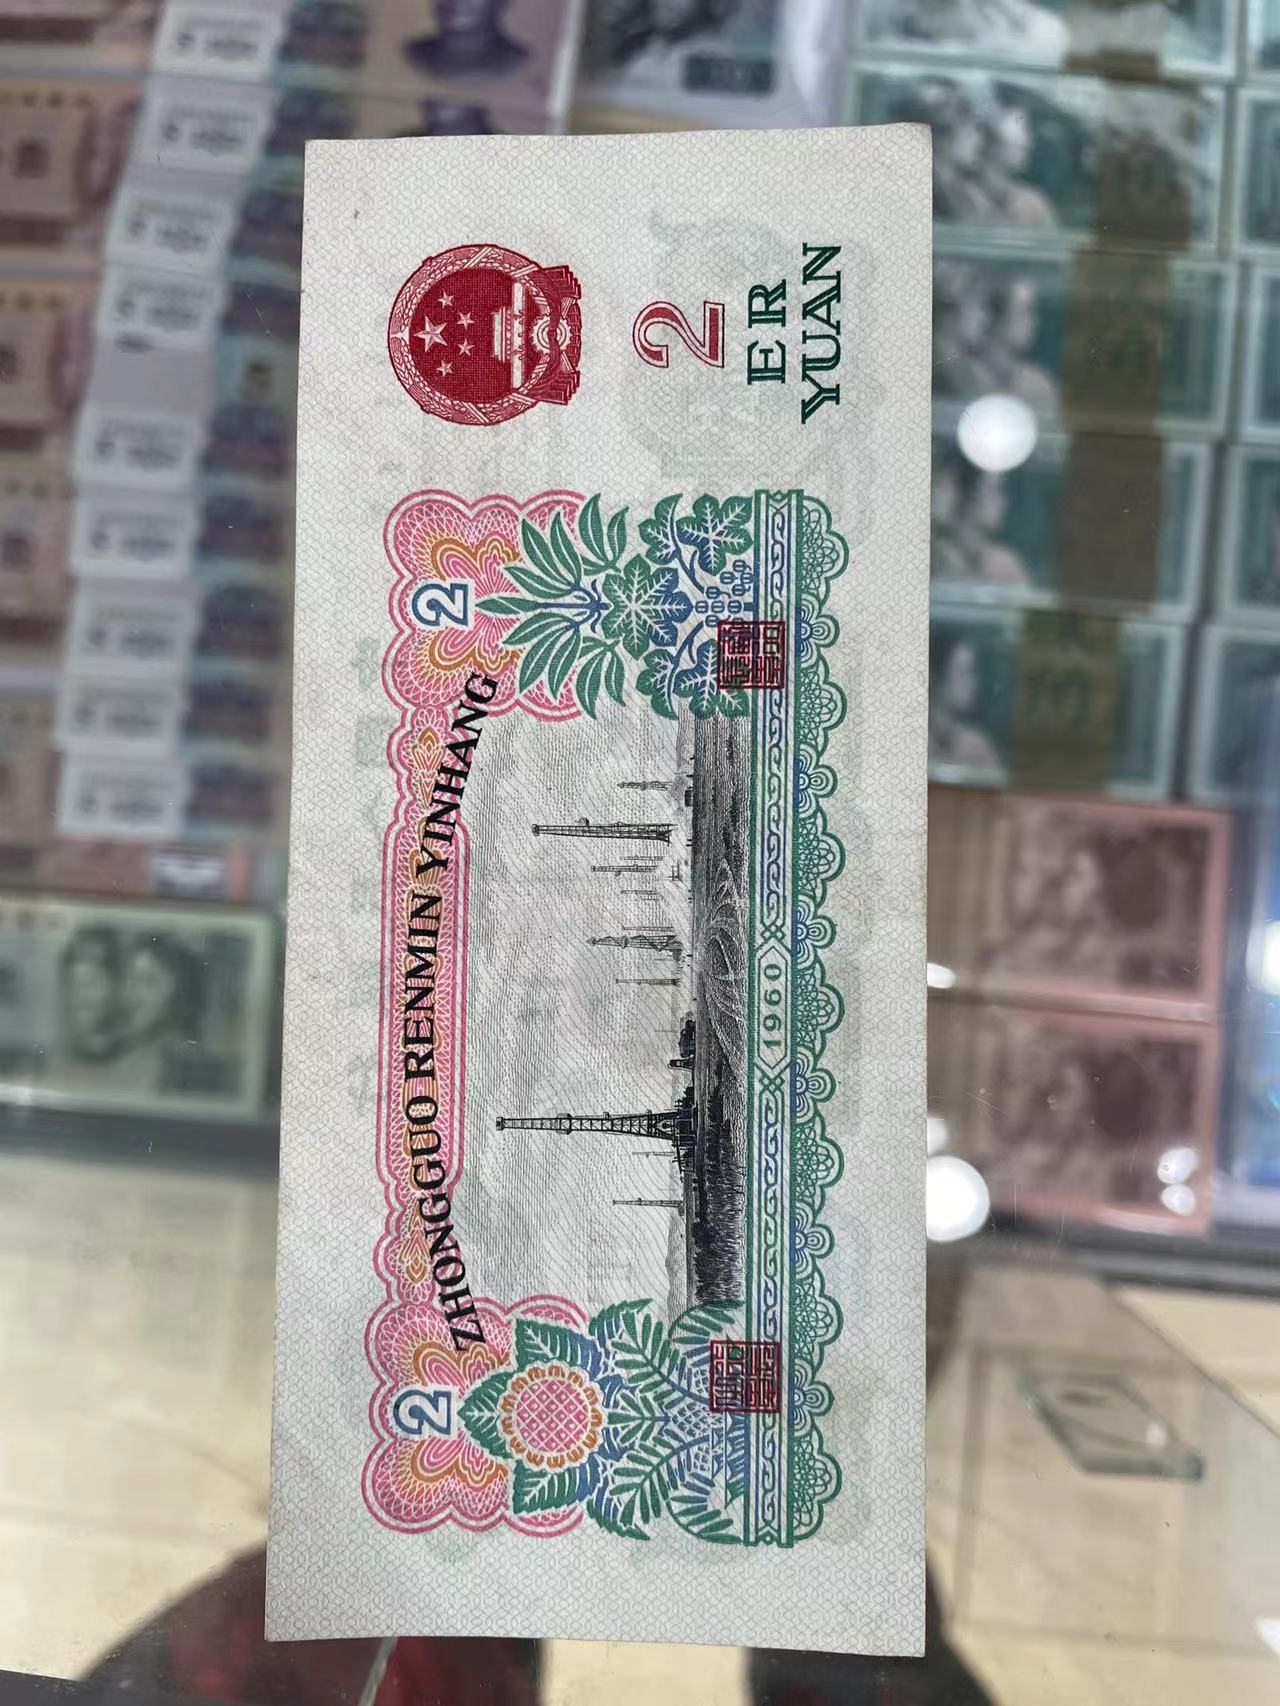 ZHONGGUO RENMIN YINHANG
2
2
2
ER
YUAN
1960